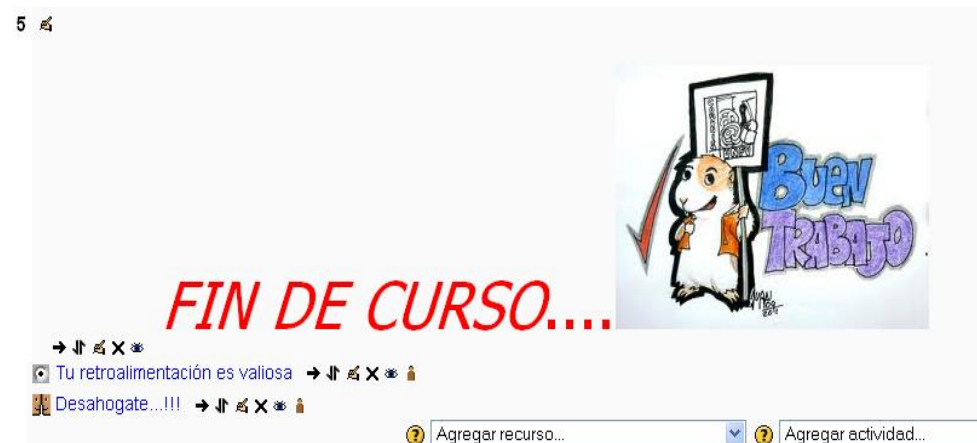 5
BUEN
TRABAJO
FIN DE CURSO....
Tu retroalimentación es valiosa
Desahogate...!!!
Agregar recurso...
Agregar actividad...